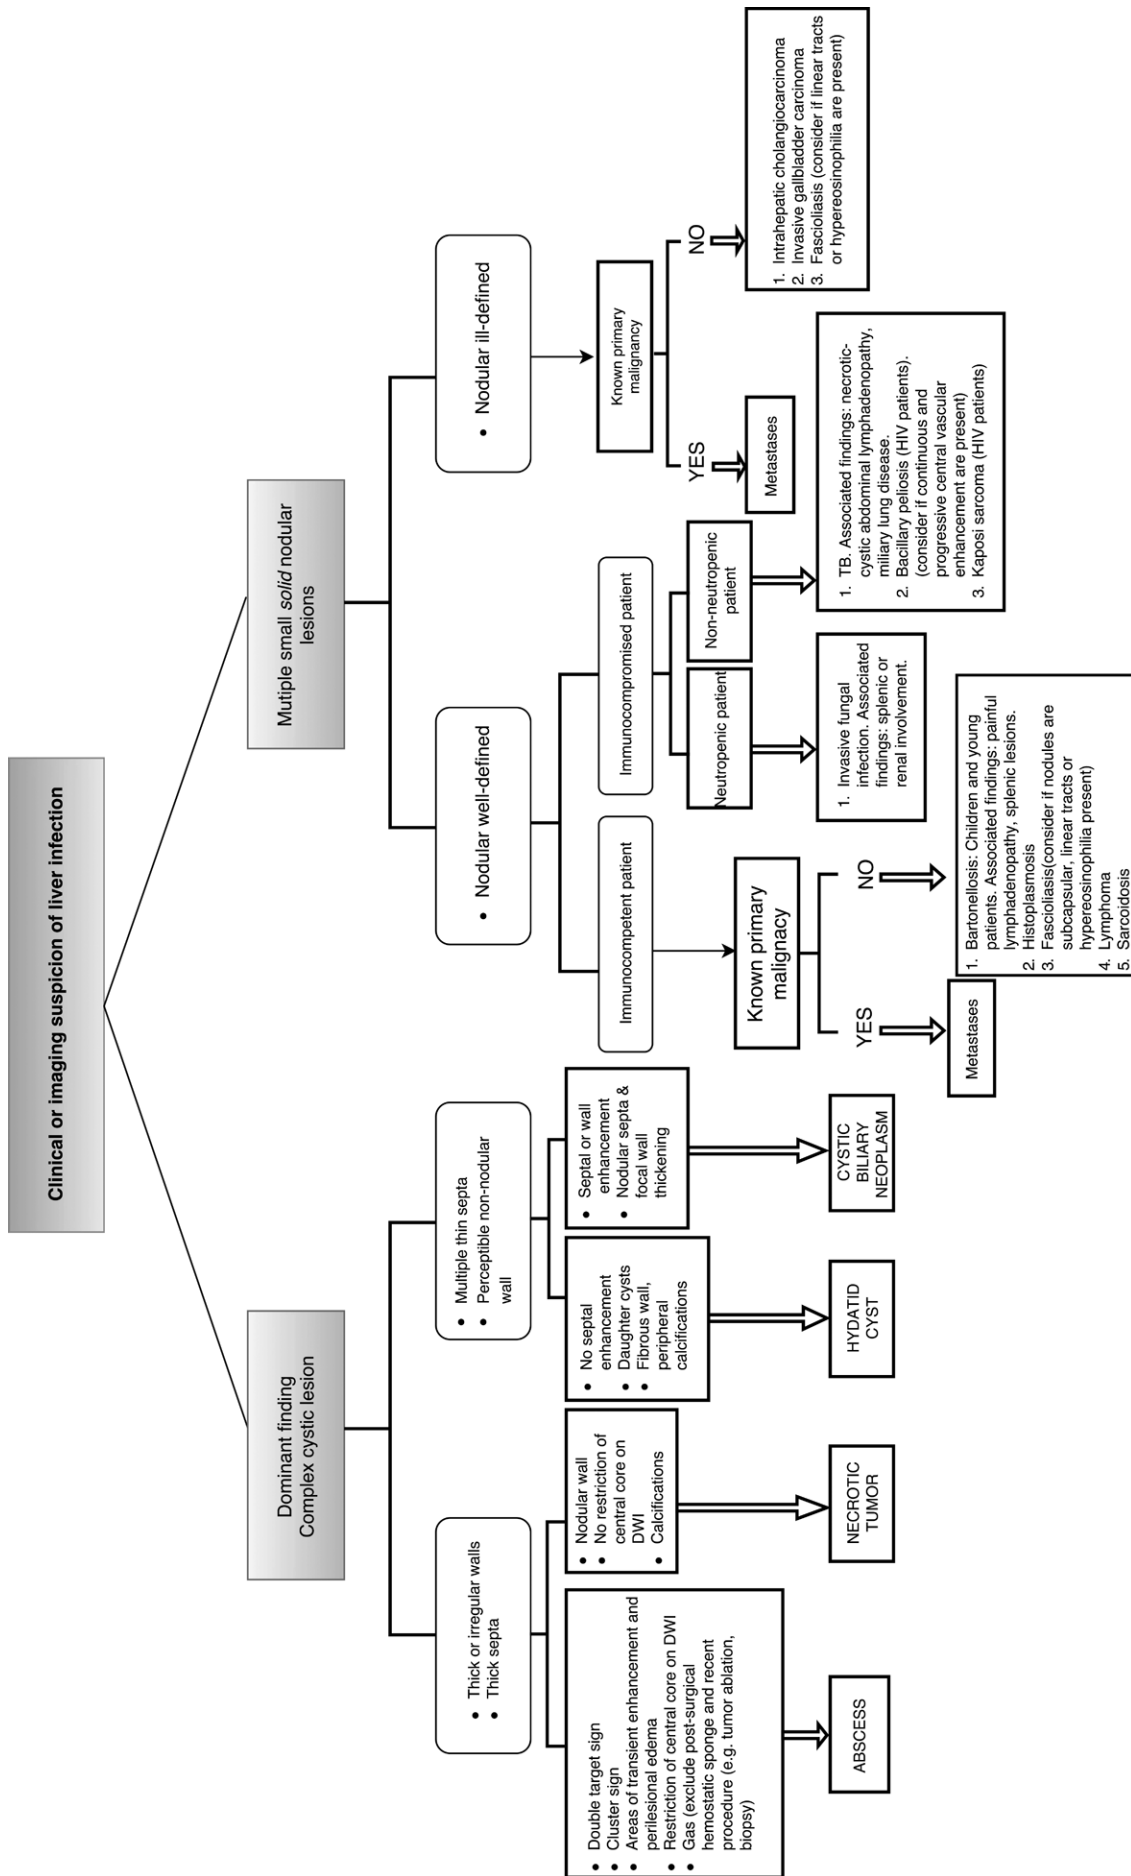 Clinical or imaging suspicion of liver infection
Dominant finding
Complex cystic lesion
Mutiple small solid nodular
lesions
• Thick or irregular walls
• Thick septa
• Multiple thin septa
• Perceptible non-nodular
wall
• Nodular well-defined
• Nodular ill-defined
• Double target sign
• Cluster sign
• Areas of transient enhancement and
perilesional edema
• Restriction of central core on DWI
• Gas (exclude post-surgical
hemostatic sponge and recent
procedure (e.g. tumor ablation,
biopsy)
• Nodular wall
• No restriction of
central core on
DWI
• Calcifications
• No septal
enhancement
• Daughter cysts
• Fibrous wall,
peripheral
calcifications
• Septal or wall
enhancement
• Nodular septa &
focal wall
thickening
Immunocompetent patient
Immunocompromised patient
Known primary
malignancy
YES
NO
Known primary
malignancy
YES
NO
Neutropenic patient
Non-neutropenic
patient
ABSCESS
NECROTIC
TUMOR
HYDATID
CYST
CYSTIC
BILIARY
NEOPLASM
Metastases
1. Bartonellosis: Children and young
patients. Associated findings: painful
lymphadenopathy, splenic lesions.
2. Histoplasmosis
3. Fascioliasis(consider if nodules are
subcapsular, linear tracts or
hypereosinophilia present)
4. Lymphoma
5. Sarcoidosis
1. Invasive fungal
infection. Associated
findings: splenic or
renal involvement.
1. TB. Associated findings: necrotic-
cystic abdominal lymphadenopathy,
miliary lung disease.
2. Bacillary peliosis (HIV patients).
(consider if continuous and
progressive central vascular
enhancement are present)
3. Kaposi sarcoma (HIV patients)
Metastases
1. Intrahepatic cholangiocarcinoma
2. Invasive gallbladder carcinoma
3. Fascioliasis (consider if linear tracts
or hypereosinophilia are present)